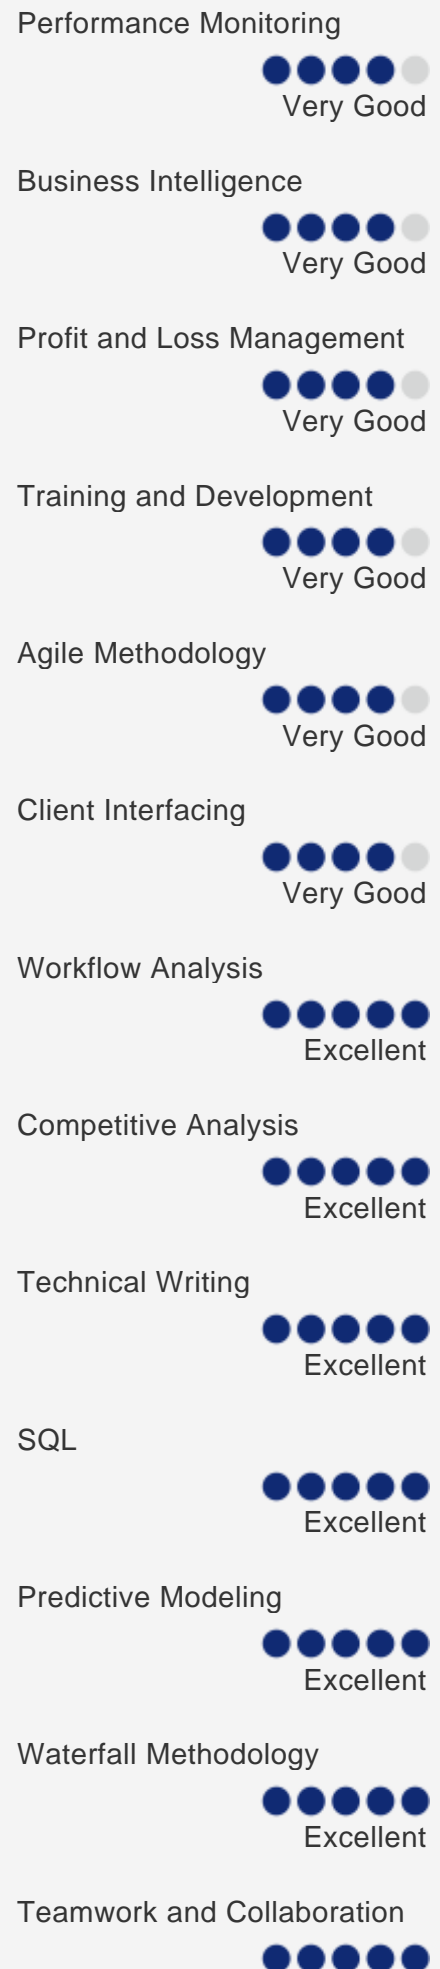 Performance Monitoring
Very Good
Business Intelligence
Very Good
Profit and Loss Management
Very Good
Training and Development
Very Good
Agile Methodology
Very Good
Client Interfacing
Very Good
Workflow Analysis
Excellent
Competitive Analysis
Excellent
Technical Writing
Excellent
SQL
Excellent
Predictive Modeling
Excellent
Waterfall Methodology
Excellent
Teamwork and Collaboration